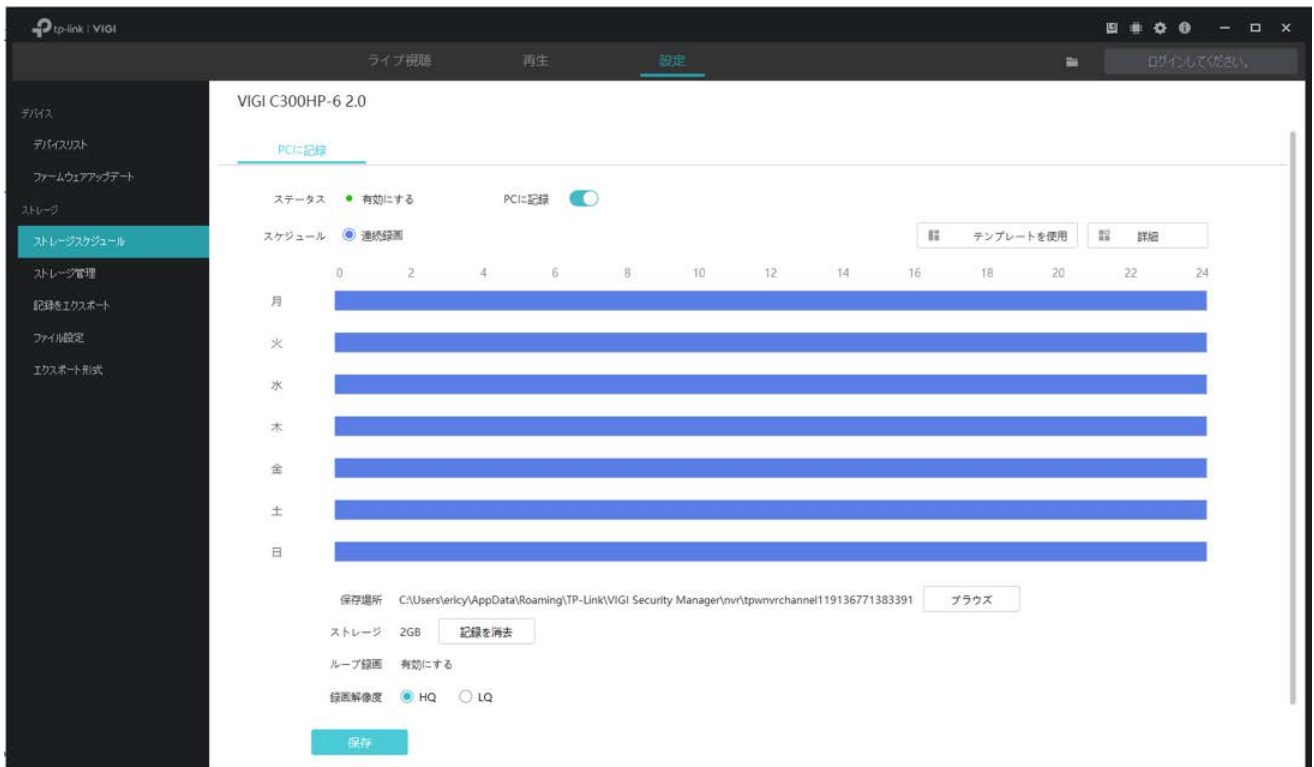 tp-link | VIGI
ライブ視聴 再生 設定 ログインしてください。
VIGI C300HP-6 2.0
デバイス
デバイスリスト
ファームウェアアップデート
ストレージ
ストレージスケジュール
ストレージ管理
記録をエクスポート
ファイル設定
エクスポート形式
PCに記録
ステータス 有効にする PCに記録
スケジュール 連続録画 テンプレートを使用 詳細
0 2 4 6 8 10 12 14 16 18 20 22 24
月
火
水
木
金
土
日
保存場所 C:\Users\ericy\AppData\Roaming\TP-Link\VIGI Security Manager\nvr\tpwnvrchannel119136771383391 ブラウズ
ストレージ 2GB 記録を消去
ループ録画 有効にする
録画解像度 HQ LQ
保存